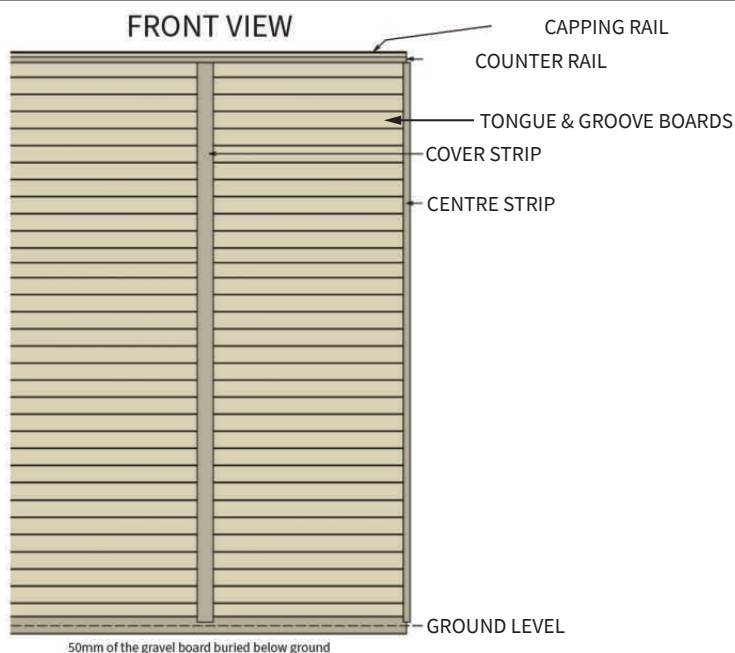 FRONT VIEW
CAPPING RAIL
COUNTER RAIL
TONGUE & GROOVE BOARDS
COVER STRIP
CENTRE STRIP
GROUND LEVEL
50mm of the gravel board buried below ground